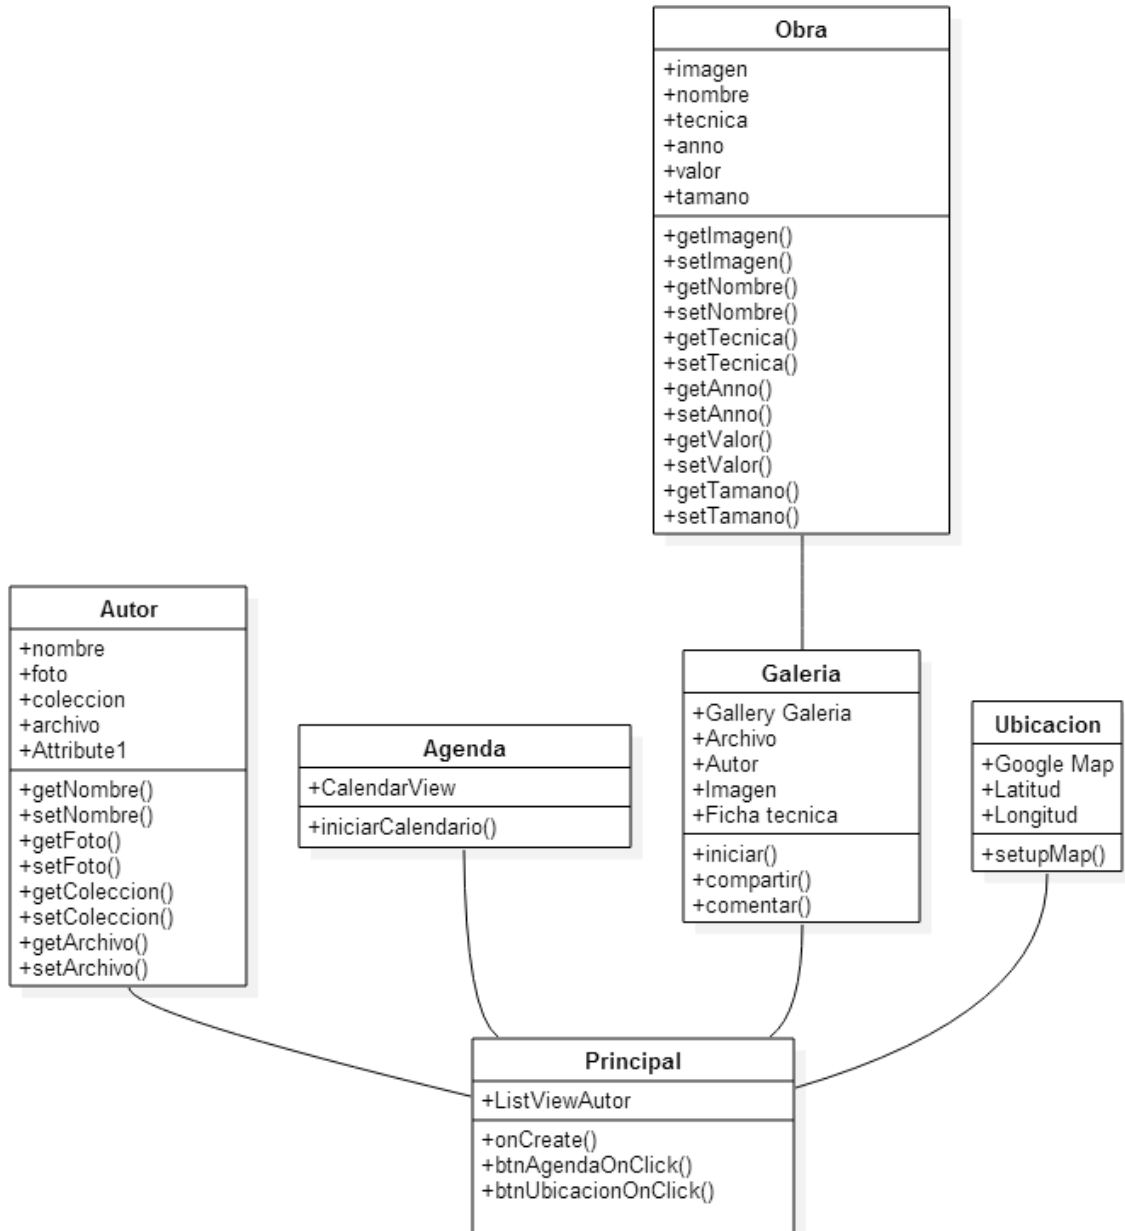 Obra
+imagen
+nombre
+tecnica
+anno
+valor
+tamano
+getImagen()
+setImagen()
+getNombre()
+setNombre()
+getTecnica()
+setTecnica()
+getAnno()
+setAnno()
+getValor()
+setValor()
+getTamano()
+setTamano()
Autor
+nombre
+foto
+coleccion
+archivo
+Attribute1
+getNombre()
+setNombre()
+getFoto()
+setFoto()
+getColeccion()
+setColeccion()
+getArchivo()
+setArchivo()
Agenda
+CalendarView
+iniciarCalendario()
Galeria
+Gallery Galeria
+Archivo
+Autor
+Imagen
+Ficha tecnica
+iniciar()
+compartir()
+comentar()
Ubicacion
+Google Map
+Latitud
+Longitud
+setupMap()
Principal
+ListViewAutor
+onCreate()
+btnAgendaOnClick()
+btnUbicacionOnClick()